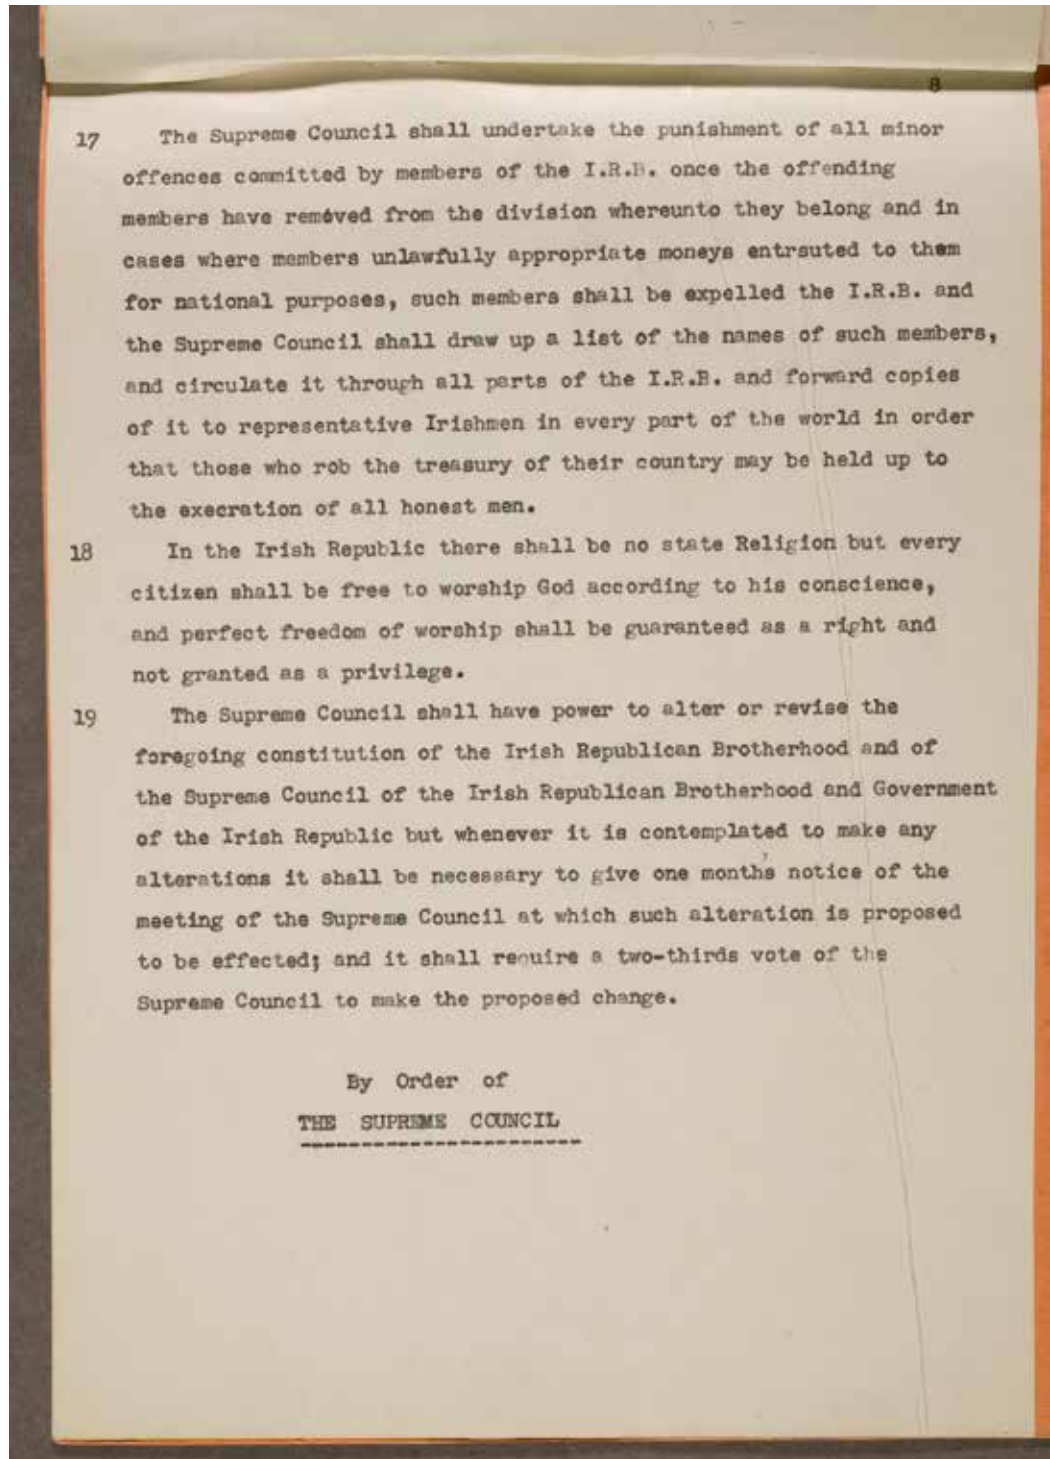 8
17 The Supreme Council shall undertake the punishment of all minor
offences committed by members of the I.R.B. once the offending
members have removed from the division whereunto they belong and in
cases where members unlawfully appropriate moneys entrsuted to them
for national purposes, such members shall be expelled the I.R.B. and
the Supreme Council shall draw up a list of the names of such members,
and circulate it through all parts of the I.R.B. and forward copies
of it to representative Irishmen in every part of the world in order
that those who rob the treasury of their country may be held up to
the execration of all honest men.
18 In the Irish Republic there shall be no state Religion but every
citizen shall be free to worship God according to his conscience,
and perfect freedom of worship shall be guaranteed as a right and
not granted as a privilege.
19 The Supreme Council shall have power to alter or revise the
foregoing constitution of the Irish Republican Brotherhood and of
the Supreme Council of the Irish Republican Brotherhood and Government
of the Irish Republic but whenever it is contemplated to make any
alterations it shall be necessary to give one month's notice of the
meeting of the Supreme Council at which such alteration is proposed
to be effected; and it shall require a two-thirds vote of the
Supreme Council to make the proposed change.
By Order of
THE SUPREME COUNCIL